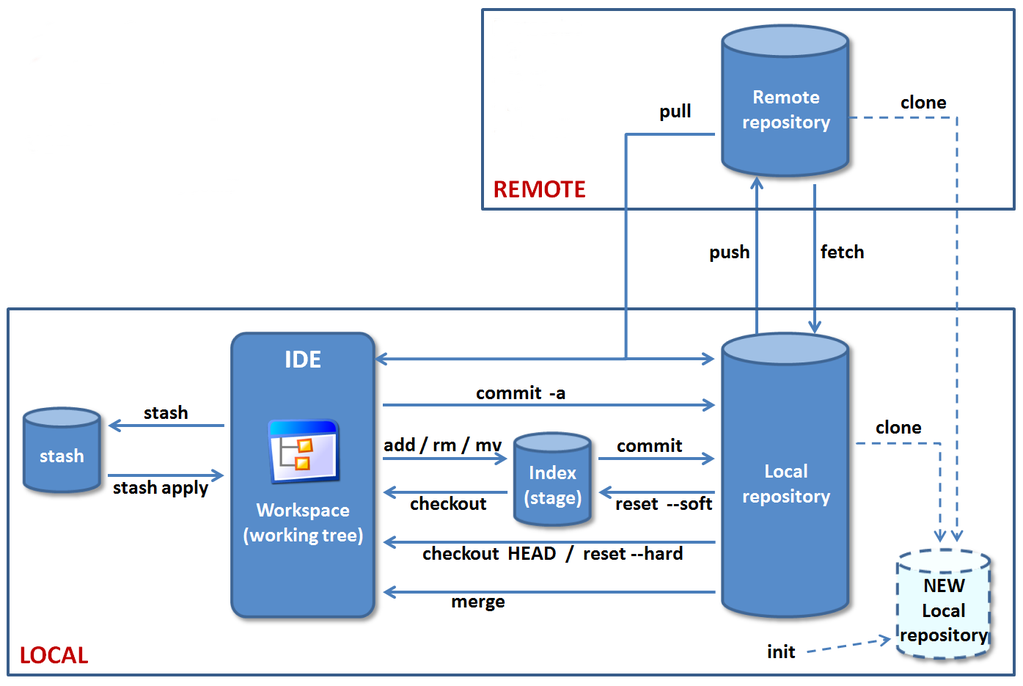 Remote
repository
clone
pull
REMOTE
push
fetch
IDE
commit -a
stash
clone
add / rm / mv
commit
stash
Index
(stage)
Local
repository
stash apply
checkout
reset --soft
Workspace
(working tree)
checkout HEAD / reset --hard
merge
NEW
Local
repository
init
LOCAL